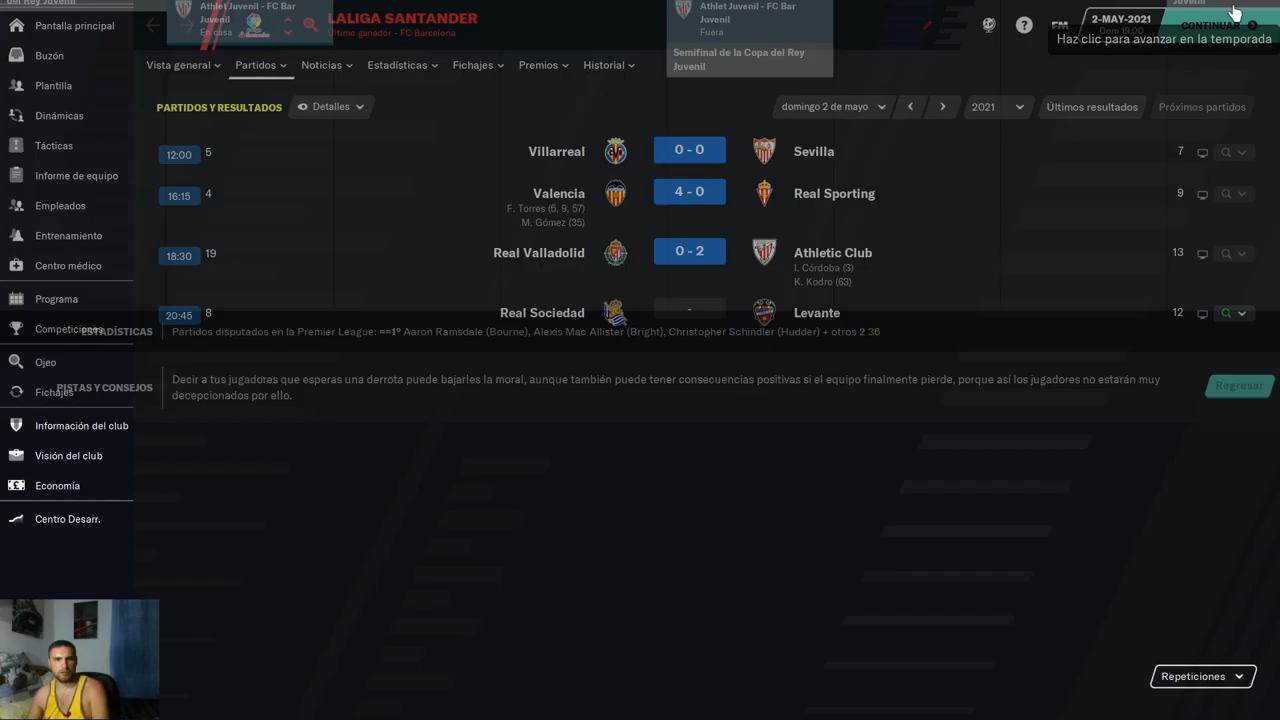 del Rey Juvenil
Pantalla principal
Buzón
Plantilla
Dinámicas
Tácticas
Informe de equipo
Empleados
Entrenamiento
Centro médico
Programa
Competiciones
Ojeo
Fichajes
Información del club
Visión del club
Economía
Centro Desarr.
Athlet Juvenil - FC Bar
Juvenil
En casa
LALIGA SANTANDER
Último ganador - FC Barcelona
Athlet Juvenil - FC Bar
Juvenil
Fuera
Semifinal de la Copa del Rey
Juvenil
Juvenil
FM
2-MAY-2021
Dom 19:00
CONTINUAR
Haz clic para avanzar en la temporada
Vista general Partidos Noticias Estadísticas Fichajes Premios Historial
PARTIDOS Y RESULTADOS Detalles domingo 2 de mayo 2021 Últimos resultados Próximos partidos
12:00 5 Villarreal 0 - 0 Sevilla 7
16:15 4 Valencia 4 - 0 Real Sporting 9
F. Torres (5, 9, 57)
M. Gómez (35)
18:30 19 Real Valladolid 0 - 2 Athletic Club 13
I. Córdoba (3)
K. Kodro (63)
20:45 8 Real Sociedad - Levante 12
ESTADÍSTICAS Partidos disputados en la Premier League: ==1º Aaron Ramsdale (Bourne), Alexis Mac Allister (Bright), Christopher Schindler (Hudder) + otros 2 36
PISTAS Y CONSEJOS Decir a tus jugadores que esperas una derrota puede bajarles la moral, aunque también puede tener consecuencias positivas si el equipo finalmente pierde, porque así los jugadores no estarán muy
decepcionados por ello.
Regresar
Repeticiones